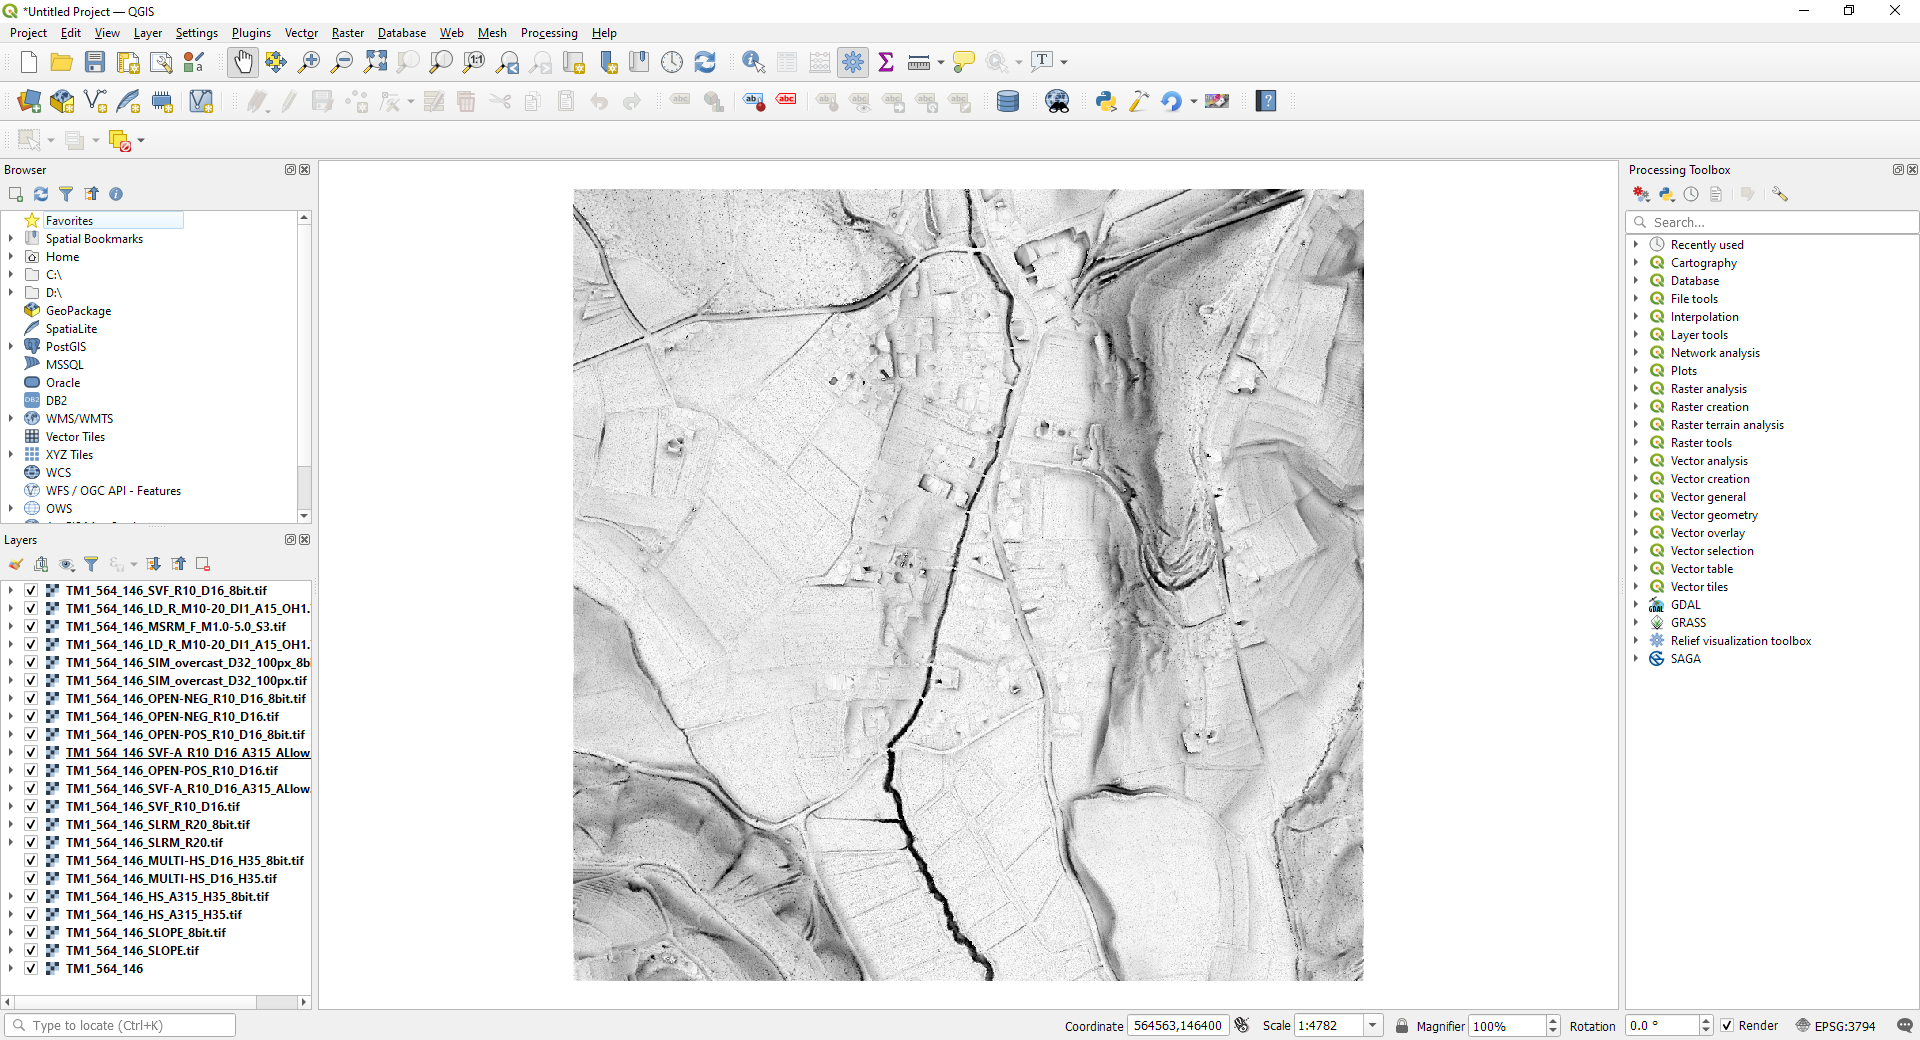 *Untitled Project — QGIS
Project Edit View Layer Settings Plugins Vector Raster Database Web Mesh Processing Help
Browser
Favorites
Spatial Bookmarks
Home
C:\
D:\
GeoPackage
SpatiaLite
PostGIS
MSSQL
Oracle
DB2
WMS/WMTS
Vector Tiles
XYZ Tiles
WCS
WFS / OGC API - Features
OWS
Layers
TM1_564_146_SVF_R10_D16_8bit.tif
TM1_564_146_LD_R_M10-20_DI1_A15_OH1.
TM1_564_146_MSRM_F_M1.0-5.0_S3.tif
TM1_564_146_LD_R_M10-20_DI1_A15_OH1.
TM1_564_146_SIM_overcast_D32_100px_8bi
TM1_564_146_SIM_overcast_D32_100px.tif
TM1_564_146_OPEN-NEG_R10_D16_8bit.tif
TM1_564_146_OPEN-NEG_R10_D16.tif
TM1_564_146_OPEN-POS_R10_D16_8bit.tif
TM1_564_146_SVF-A_R10_D16_A315_ALlow
TM1_564_146_OPEN-POS_R10_D16.tif
TM1_564_146_SVF-A_R10_D16_A315_ALlow.
TM1_564_146_SVF_R10_D16.tif
TM1_564_146_SLRM_R20_8bit.tif
TM1_564_146_SLRM_R20.tif
TM1_564_146_MULTI-HS_D16_H35_8bit.tif
TM1_564_146_MULTI-HS_D16_H35.tif
TM1_564_146_HS_A315_H35_8bit.tif
TM1_564_146_HS_A315_H35.tif
TM1_564_146_SLOPE_8bit.tif
TM1_564_146_SLOPE.tif
TM1_564_146
Processing Toolbox
Search...
Recently used
Cartography
Database
File tools
Interpolation
Layer tools
Network analysis
Plots
Raster analysis
Raster creation
Raster terrain analysis
Raster tools
Vector analysis
Vector creation
Vector general
Vector geometry
Vector overlay
Vector selection
Vector table
Vector tiles
GDAL
GRASS
Relief visualization toolbox
SAGA
Type to locate (Ctrl+K)
Coordinate 564563,146400 Scale 1:4782 Magnifier 100% Rotation 0.0 ° Render EPSG:3794